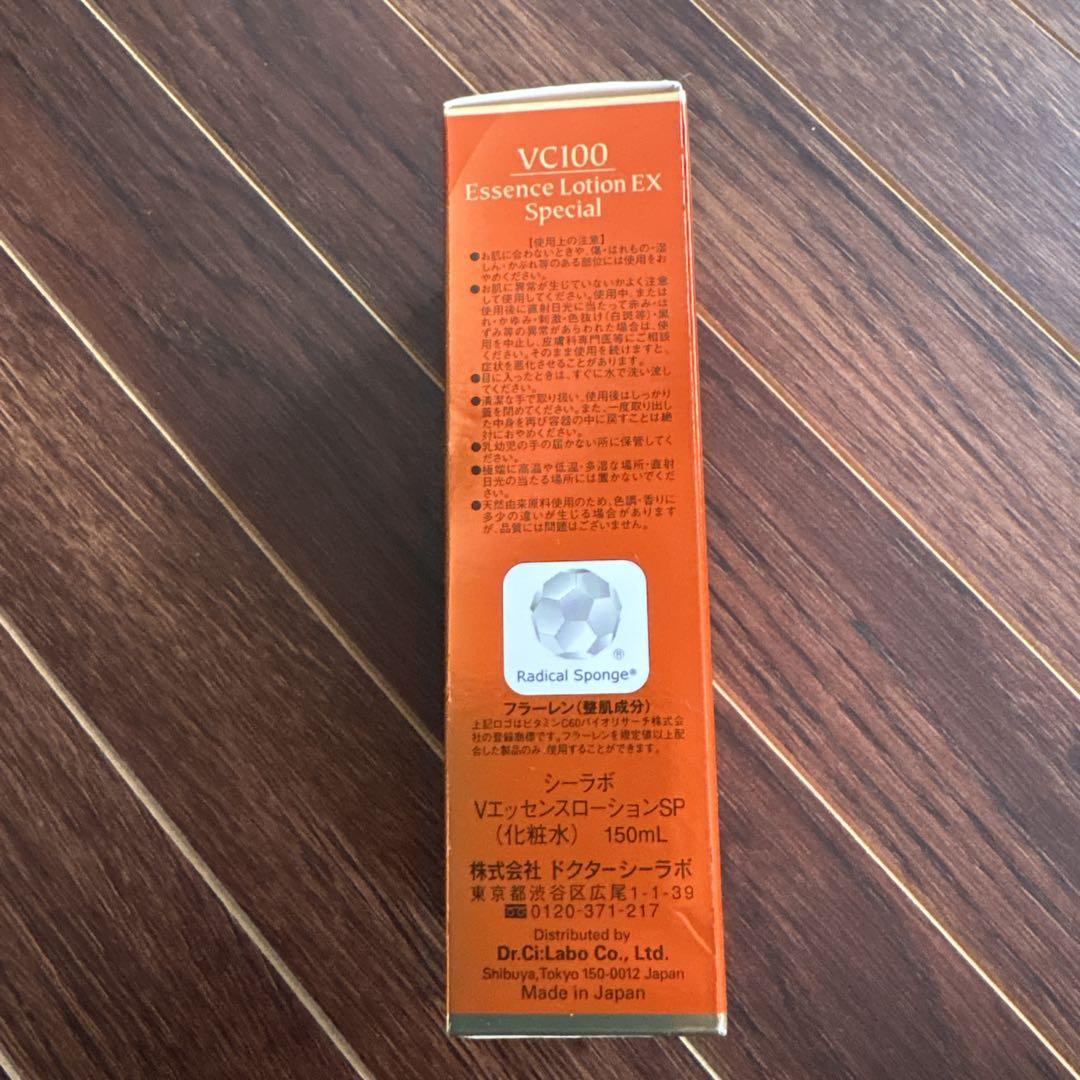 VC100
Essence Lotion EX
Special
【使用上の注意】
●お肌に合わないときや、傷・はれもの・湿
しん・かぶれ等のある部位には使用をお
やめください。
●お肌に異常が生じていないかよく注意
して使用してください。使用中、または
使用後に直射日光に当たって赤み・は
れ・かゆみ・刺激・色抜け(白斑等)・黒
ずみ等の異常があらわれた場合は、使
用を中止し、皮膚科専門医等にご相談
ください。そのまま使用を続けますと、
症状を悪化させることがあります。
●目に入ったときは、すぐに水で洗い流し
てください。
●清潔な手で取り扱い、使用後はしっかり
蓋を閉めてください。また、一度取り出し
た中身を再び容器の中に戻すことは絶
対におやめください。
●乳幼児の手の届かない所に保管してく
ださい。
●極端に高温や低温・多湿な場所・直射
日光の当たる場所には置かないでくだ
さい。
●天然由来原料使用のため、色調・香りに
多少の違いが生じる場合があります
が、品質には問題はございません。
®
Radical Sponge®
フラーレン(整肌成分)
上記ロゴはビタミンC60バイオリサーチ株式会
社の登録商標です。フラーレンを規定値以上配
合した製品のみ、使用することができます。
シーラボ
VエッセンスローションSP
(化粧水) 150mL
株式会社 ドクターシーラボ
東京都渋谷区広尾1-1-39
0120-371-217
Distributed by
Dr.Ci:Labo Co., Ltd.
Shibuya,Tokyo 150-0012 Japan
Made in Japan